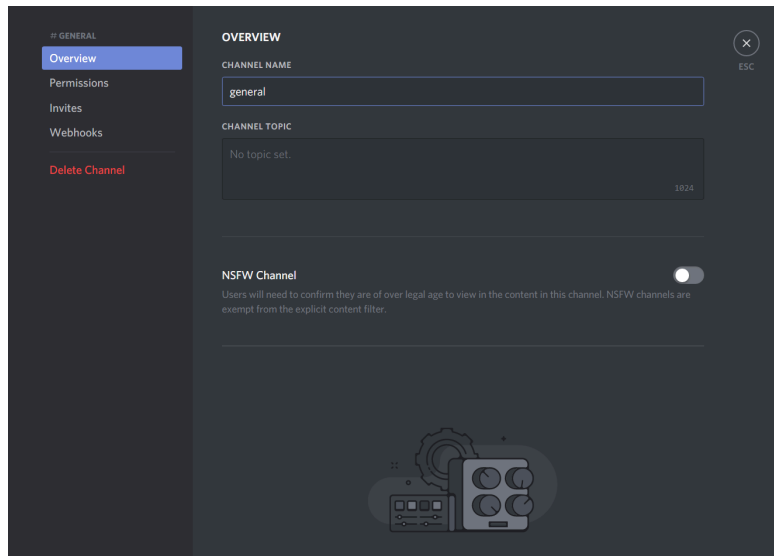 # GENERAL
Overview
Permissions
Invites
Webhooks
Delete Channel
OVERVIEW
CHANNEL NAME
general
CHANNEL TOPIC
No topic set.
1024
NSFW Channel
Users will need to confirm they are of over legal age to view in the content in this channel. NSFW channels are
exempt from the explicit content filter.
ESC